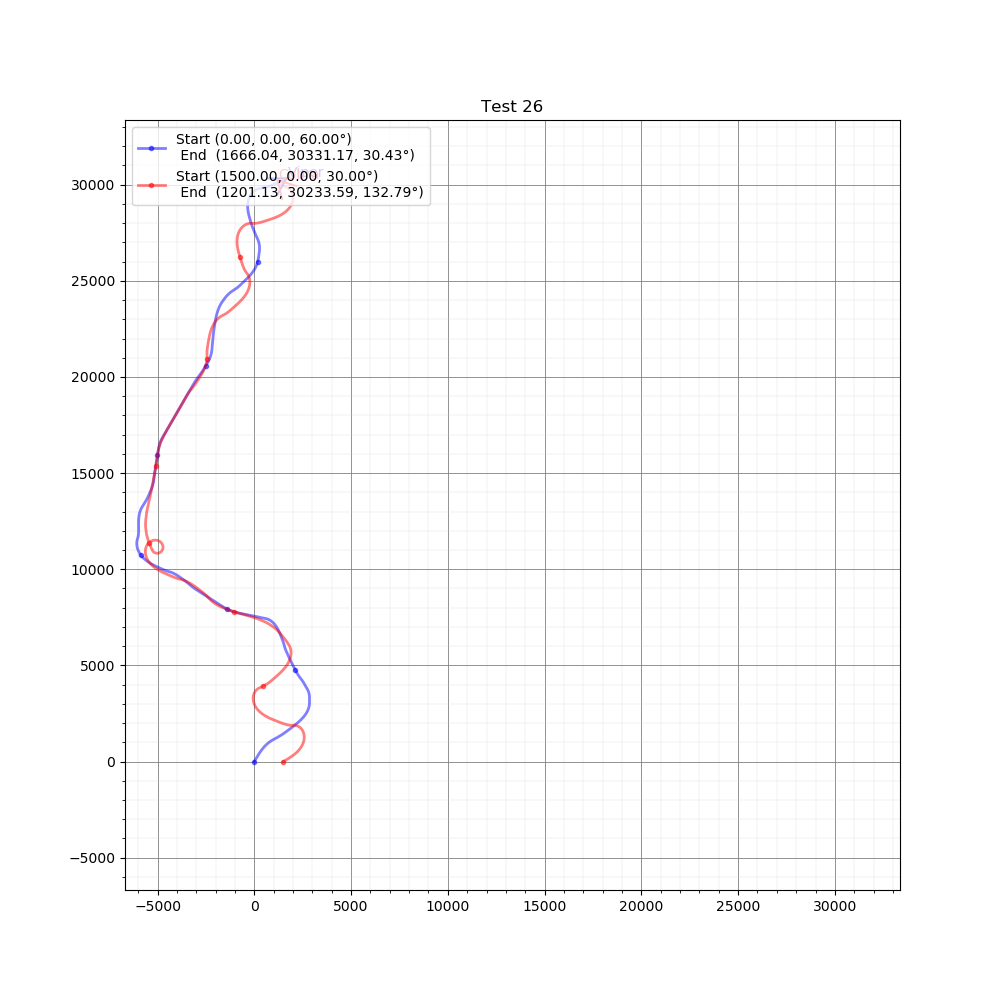 Test 26
Start (0.00, 0.00, 60.00°)
End (1666.04, 30331.17, 30.43°)
Start (1500.00, 0.00, 30.00°)
End (1201.13, 30233.59, 132.79°)
30000
25000
20000
15000
10000
5000
0
−5000
−5000 0 5000 10000 15000 20000 25000 30000